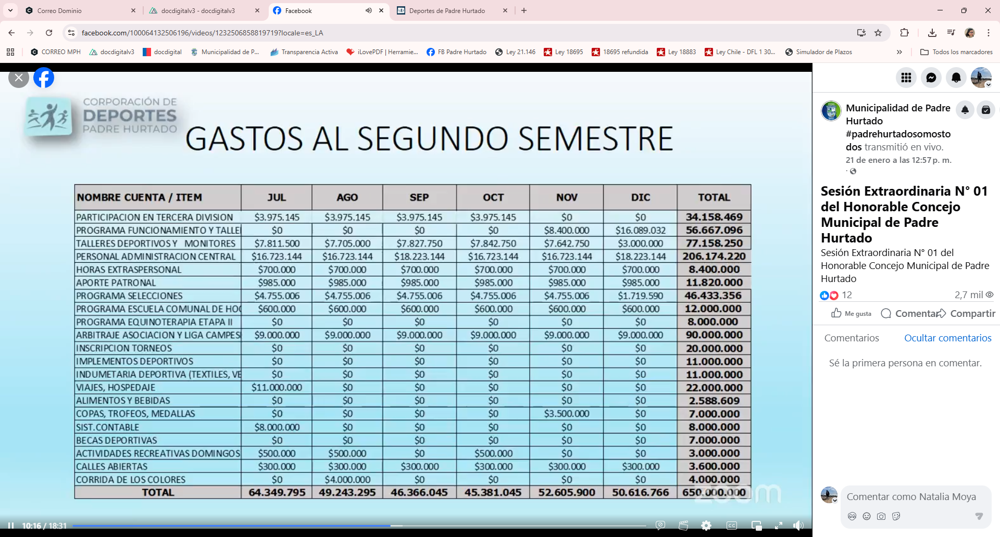 Correo Dominio
docdigitalv3 - docdigitalv3
Facebook
Deportes de Padre Hurtado
facebook.com/100064132506196/videos/1232506858819719?locale=es_LA
CORREO MPH
docdigitalv3
docdigital
Municipalidad de P...
Transparencia Activa
iLovePDF | Herramie...
FB Padre Hurtado
Ley 21.146
Ley 18695
18695 refundida
Ley 18883
Ley Chile - DFL 1 30...
Simulador de Plazos
Todos los marcadores
CORPORACIÓN DE
DEPORTES
PADRE HURTADO
GASTOS AL SEGUNDO SEMESTRE
NOMBRE CUENTA / ITEM JUL AGO SEP OCT NOV DIC TOTAL
PARTICIPACION EN TERCERA DIVISION $3.975.145 $3.975.145 $3.975.145 $3.975.145 $0 $0 34.158.469
PROGRAMA FUNCIONAMIENTO Y TALLE $0 $0 $0 $0 $8.400.000 $16.089.032 56.667.096
TALLERES DEPORTIVOS Y MONITORES $7.811.500 $7.705.000 $7.827.750 $7.842.750 $7.642.750 $3.000.000 77.158.250
PERSONAL ADMINISTRACION CENTRAL $16.723.144 $16.723.144 $18.223.144 $16.723.144 $16.723.144 $18.223.144 206.174.220
HORAS EXTRASPERSONAL $700.000 $700.000 $700.000 $700.000 $700.000 $700.000 8.400.000
APORTE PATRONAL $985.000 $985.000 $985.000 $985.000 $985.000 $985.000 11.820.000
PROGRAMA SELECCIONES $4.755.006 $4.755.006 $4.755.006 $4.755.006 $4.755.006 $1.719.590 46.433.356
PROGRAMA ESCUELA COMUNAL DE HOC $600.000 $600.000 $600.000 $600.000 $600.000 $600.000 12.000.000
PROGRAMA EQUINOTERAPIA ETAPA II $0 $0 $0 $0 $0 $0 8.000.000
ARBITRAJE ASOCIACION Y LIGA CAMPESI $9.000.000 $9.000.000 $9.000.000 $9.000.000 $9.000.000 $9.000.000 90.000.000
INSCRIPCION TORNEOS $0 $0 $0 $0 $0 $0 20.000.000
IMPLEMENTOS DEPORTIVOS $0 $0 $0 $0 $0 $0 11.000.000
INDUMETARIA DEPORTIVA (TEXTILES, VE $0 $0 $0 $0 $0 $0 11.000.000
VIAJES, HOSPEDAJE $11.000.000 $0 $0 $0 $0 $0 22.000.000
ALIMENTOS Y BEBIDAS $0 $0 $0 $0 $0 $0 2.588.609
COPAS, TROFEOS, MEDALLAS $0 $0 $0 $0 $3.500.000 $0 7.000.000
SIST.CONTABLE $8.000.000 $0 $0 $0 $0 $0 8.000.000
BECAS DEPORTIVAS $0 $0 $0 $0 $0 $0 7.000.000
ACTIVIDADES RECREATIVAS DOMINGOS $500.000 $500.000 $0 $500.000 $0 $0 3.000.000
CALLES ABIERTAS $300.000 $300.000 $300.000 $300.000 $300.000 $300.000 3.600.000
CORRIDA DE LOS COLORES $0 $4.000.000 $0 $0 $0 $0 4.000.000
TOTAL 64.349.795 49.243.295 46.366.045 45.381.045 52.605.900 50.616.766 650.000.000
zoom
10:16 / 18:31
CC
Municipalidad de Padre
Hurtado
#padrehurtadosomosto
dos transmitió en vivo.
21 de enero a las 12:57 p. m.
·
Sesión Extraordinaria N° 01
del Honorable Concejo
Municipal de Padre
Hurtado
Sesión Extraordinaria N° 01 del
Honorable Concejo Municipal de Padre
Hurtado
12
2,7 mil
Me gusta
Comentar
Compartir
Comentarios
Ocultar comentarios
Sé la primera persona en comentar.
Comentar como Natalia Moya